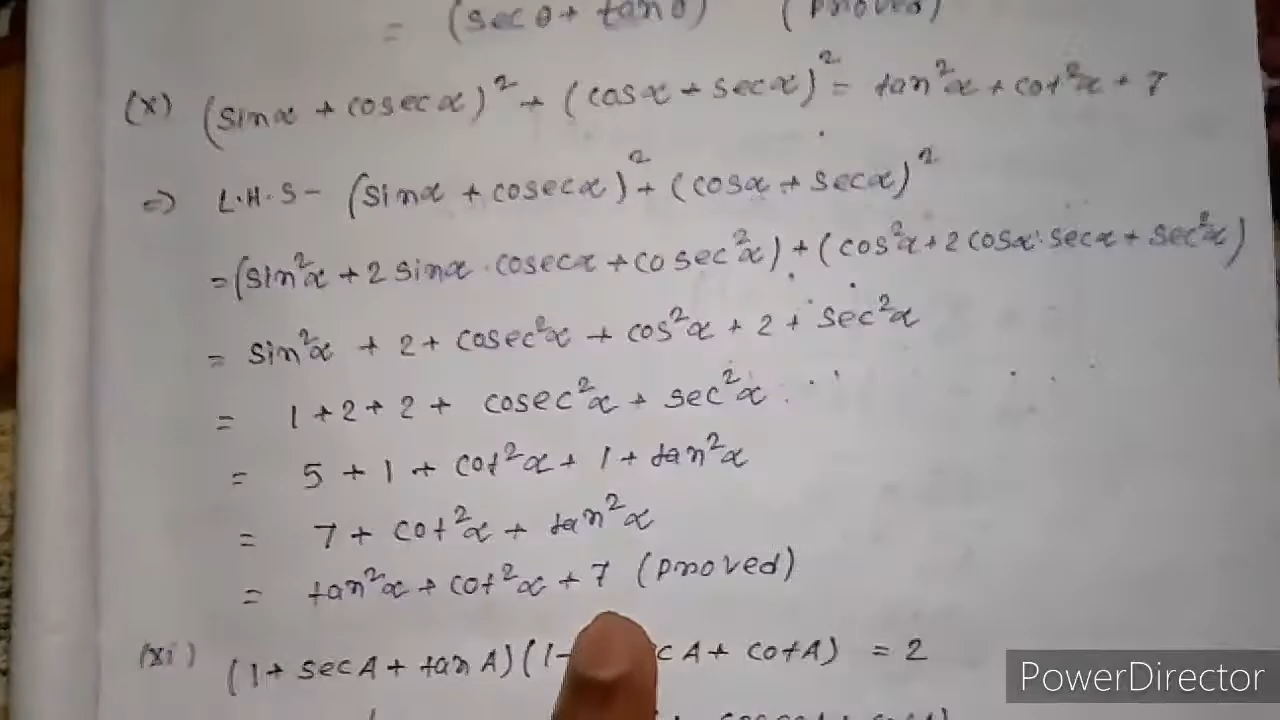 = (secθ + tanθ) (proved)
(x) (sinα + cosecα)² + (cosα + secα)² = tan²α + cot²α + 7
=> L.H.S - (sinα + cosecα)² + (cosα + secα)²
= (sin²α + 2 sinα · cosecα + cosec²α) + (cos²α + 2 cosα · secα + sec²α)
= sin²α + 2 + cosec²α + cos²α + 2 + sec²α
= 1 + 2 + 2 + cosec²α + sec²α
= 5 + 1 + cot²α + 1 + tan²α
= 7 + cot²α + tan²α
= tan²α + cot²α + 7 (proved)
(xi) (1 + secA + tanA) (1 - cA + cotA) = 2
PowerDirector